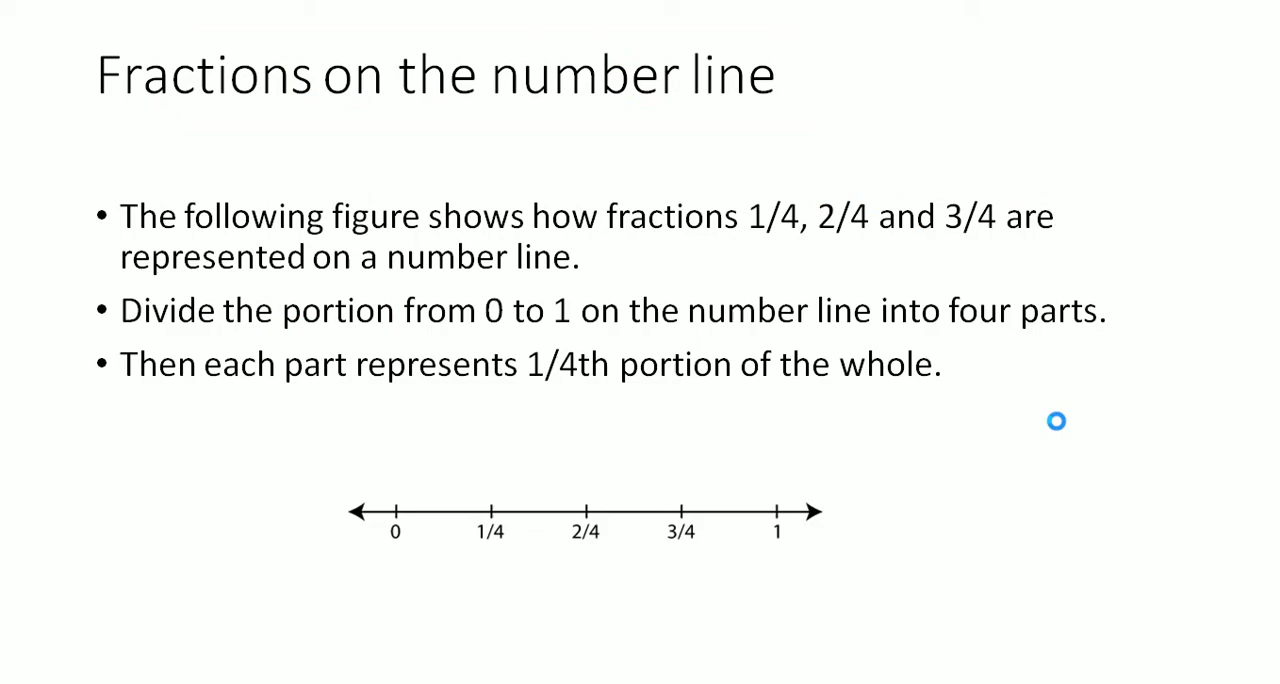 Fractions on the number line
• The following figure shows how fractions 1/4, 2/4 and 3/4 are
represented on a number line.
• Divide the portion from 0 to 1 on the number line into four parts.
• Then each part represents 1/4th portion of the whole.
0 1/4 2/4 3/4 1